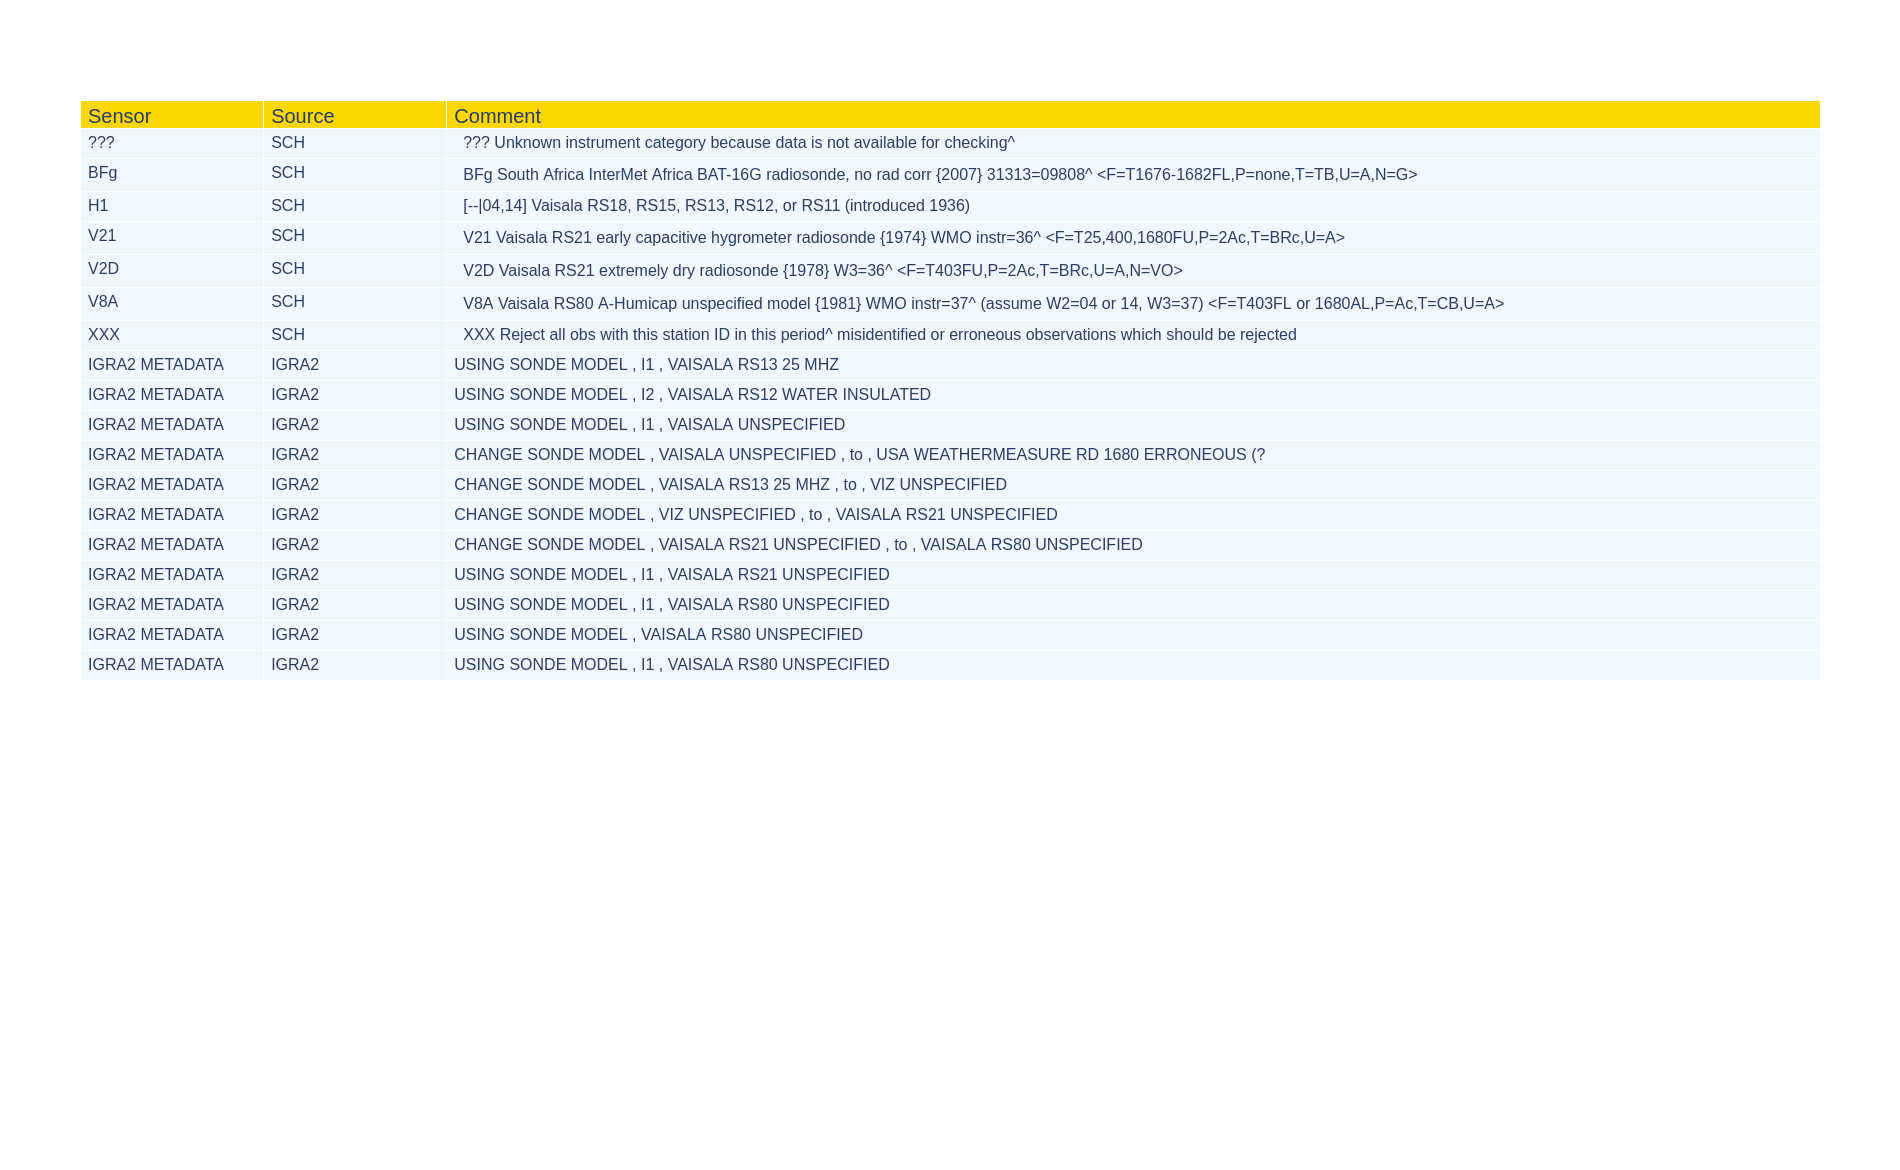 Sensor Source Comment
??? SCH ??? Unknown instrument category because data is not available for checking^
BFg SCH BFg South Africa InterMet Africa BAT-16G radiosonde, no rad corr {2007} 31313=09808^ <F=T1676-1682FL,P=none,T=TB,U=A,N=G>
H1 SCH [--|04,14] Vaisala RS18, RS15, RS13, RS12, or RS11 (introduced 1936)
V21 SCH V21 Vaisala RS21 early capacitive hygrometer radiosonde {1974} WMO instr=36^ <F=T25,400,1680FU,P=2Ac,T=BRc,U=A>
V2D SCH V2D Vaisala RS21 extremely dry radiosonde {1978} W3=36^ <F=T403FU,P=2Ac,T=BRc,U=A,N=VO>
V8A SCH V8A Vaisala RS80 A-Humicap unspecified model {1981} WMO instr=37^ (assume W2=04 or 14, W3=37) <F=T403FL or 1680AL,P=Ac,T=CB,U=A>
XXX SCH XXX Reject all obs with this station ID in this period^ misidentified or erroneous observations which should be rejected
IGRA2 METADATA IGRA2 USING SONDE MODEL , I1 , VAISALA RS13 25 MHZ
IGRA2 METADATA IGRA2 USING SONDE MODEL , I2 , VAISALA RS12 WATER INSULATED
IGRA2 METADATA IGRA2 USING SONDE MODEL , I1 , VAISALA UNSPECIFIED
IGRA2 METADATA IGRA2 CHANGE SONDE MODEL , VAISALA UNSPECIFIED , to , USA WEATHERMEASURE RD 1680 ERRONEOUS (?
IGRA2 METADATA IGRA2 CHANGE SONDE MODEL , VAISALA RS13 25 MHZ , to , VIZ UNSPECIFIED
IGRA2 METADATA IGRA2 CHANGE SONDE MODEL , VIZ UNSPECIFIED , to , VAISALA RS21 UNSPECIFIED
IGRA2 METADATA IGRA2 CHANGE SONDE MODEL , VAISALA RS21 UNSPECIFIED , to , VAISALA RS80 UNSPECIFIED
IGRA2 METADATA IGRA2 USING SONDE MODEL , I1 , VAISALA RS21 UNSPECIFIED
IGRA2 METADATA IGRA2 USING SONDE MODEL , I1 , VAISALA RS80 UNSPECIFIED
IGRA2 METADATA IGRA2 USING SONDE MODEL , VAISALA RS80 UNSPECIFIED
IGRA2 METADATA IGRA2 USING SONDE MODEL , I1 , VAISALA RS80 UNSPECIFIED